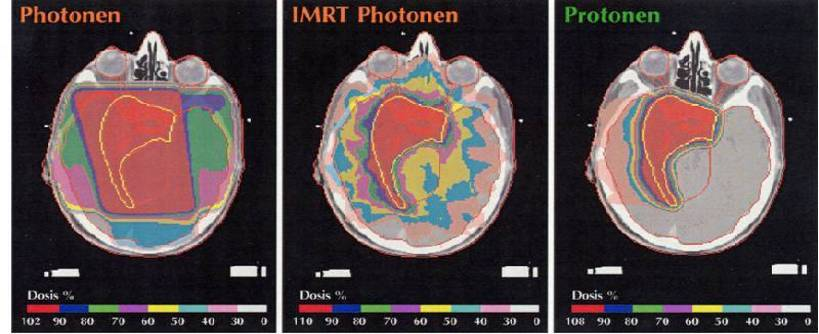 Photonen
Dosis %
102 90 80 70 60 50 40 30 0
IMRT Photonen
Dosis %
110 90 80 70 60 50 40 30 0
Protonen
Dosis %
108 90 80 70 60 50 40 30 0